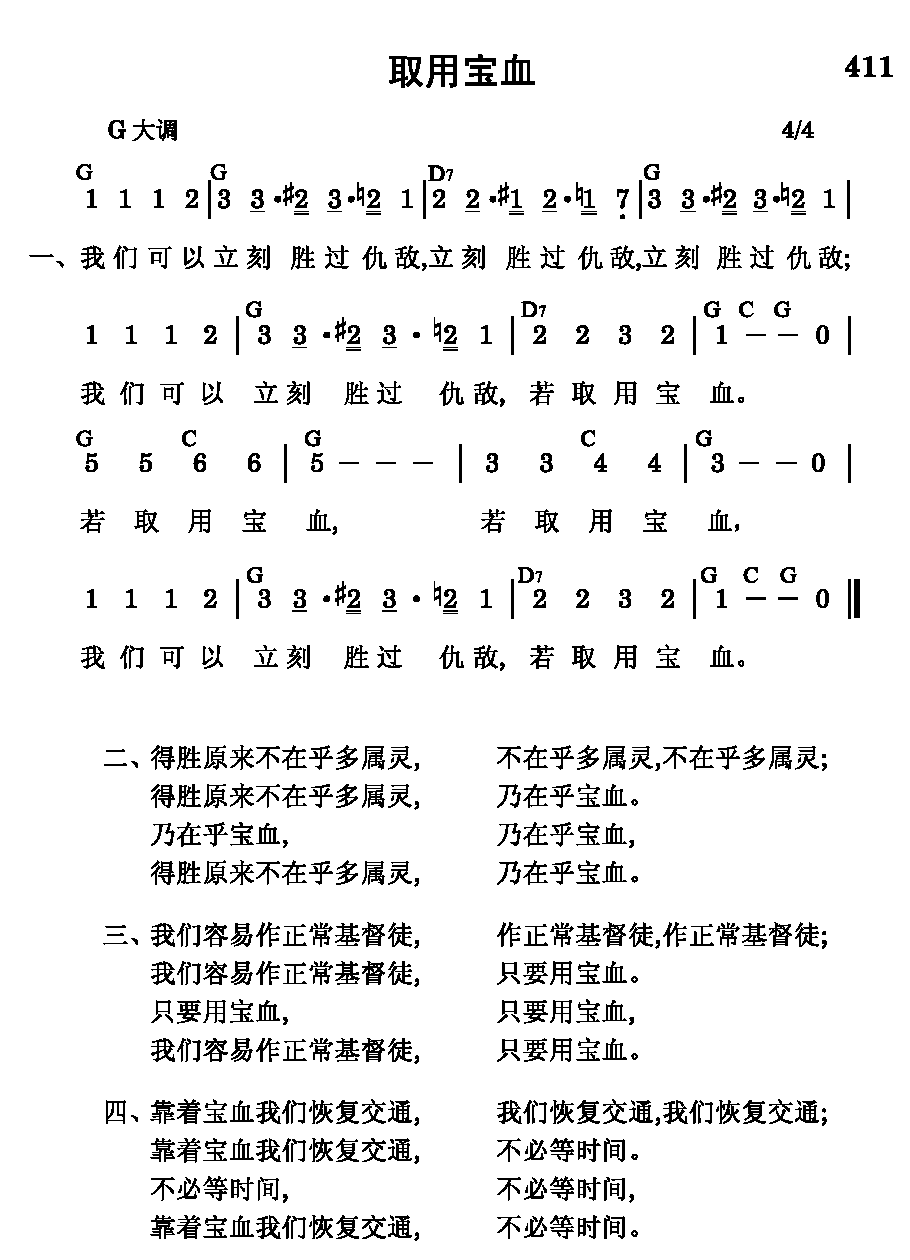 取用宝血 411
G 大调 4/4
G G D7 G
1 1 1 2 | 3 3 · ♯2 3 · ♮2 1 | 2 2 · ♯1 2 · ♮1 7̣ | 3 3 · ♯2 3 · ♮2 1 |
一、我们可以立刻 胜过仇敌,立刻 胜过仇敌,立刻 胜过仇敌;
G D7 G C G
1 1 1 2 | 3 3 · ♯2 3 · ♮2 1 | 2 2 3 2 | 1 – – 0 |
我们可以 立刻 胜过 仇敌, 若取用宝 血。
G C G C G
5 5 6 6 | 5 – – – | 3 3 4 4 | 3 – – 0 |
若 取 用 宝 血, 若 取 用 宝 血,
G D7 G C G
1 1 1 2 | 3 3 · ♯2 3 · ♮2 1 | 2 2 3 2 | 1 – – 0 ‖
我们可以 立刻 胜过 仇敌, 若取用宝 血。
二、得胜原来不在乎多属灵, 不在乎多属灵,不在乎多属灵;
得胜原来不在乎多属灵, 乃在乎宝血。
乃在乎宝血, 乃在乎宝血,
得胜原来不在乎多属灵, 乃在乎宝血。
三、我们容易作正常基督徒, 作正常基督徒,作正常基督徒;
我们容易作正常基督徒, 只要用宝血。
只要用宝血, 只要用宝血,
我们容易作正常基督徒, 只要用宝血。
四、靠着宝血我们恢复交通, 我们恢复交通,我们恢复交通;
靠着宝血我们恢复交通, 不必等时间。
不必等时间, 不必等时间,
靠着宝血我们恢复交通, 不必等时间。